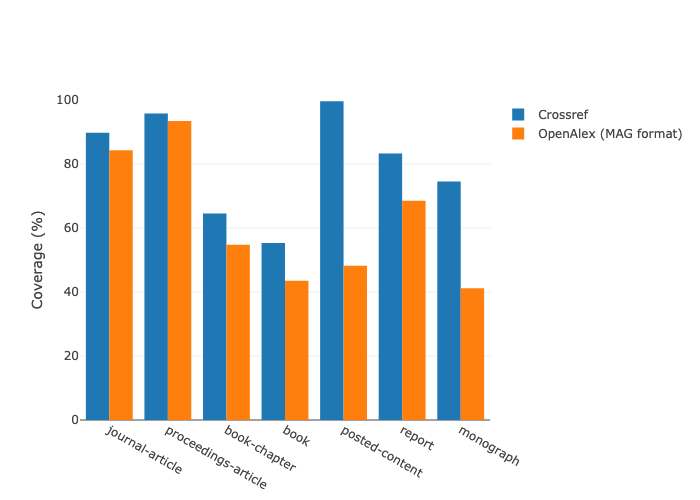 100
80
60
40
20
0
Coverage (%)
journal-article
proceedings-article
book-chapter
book
posted-content
report
monograph
Crossref
OpenAlex (MAG format)